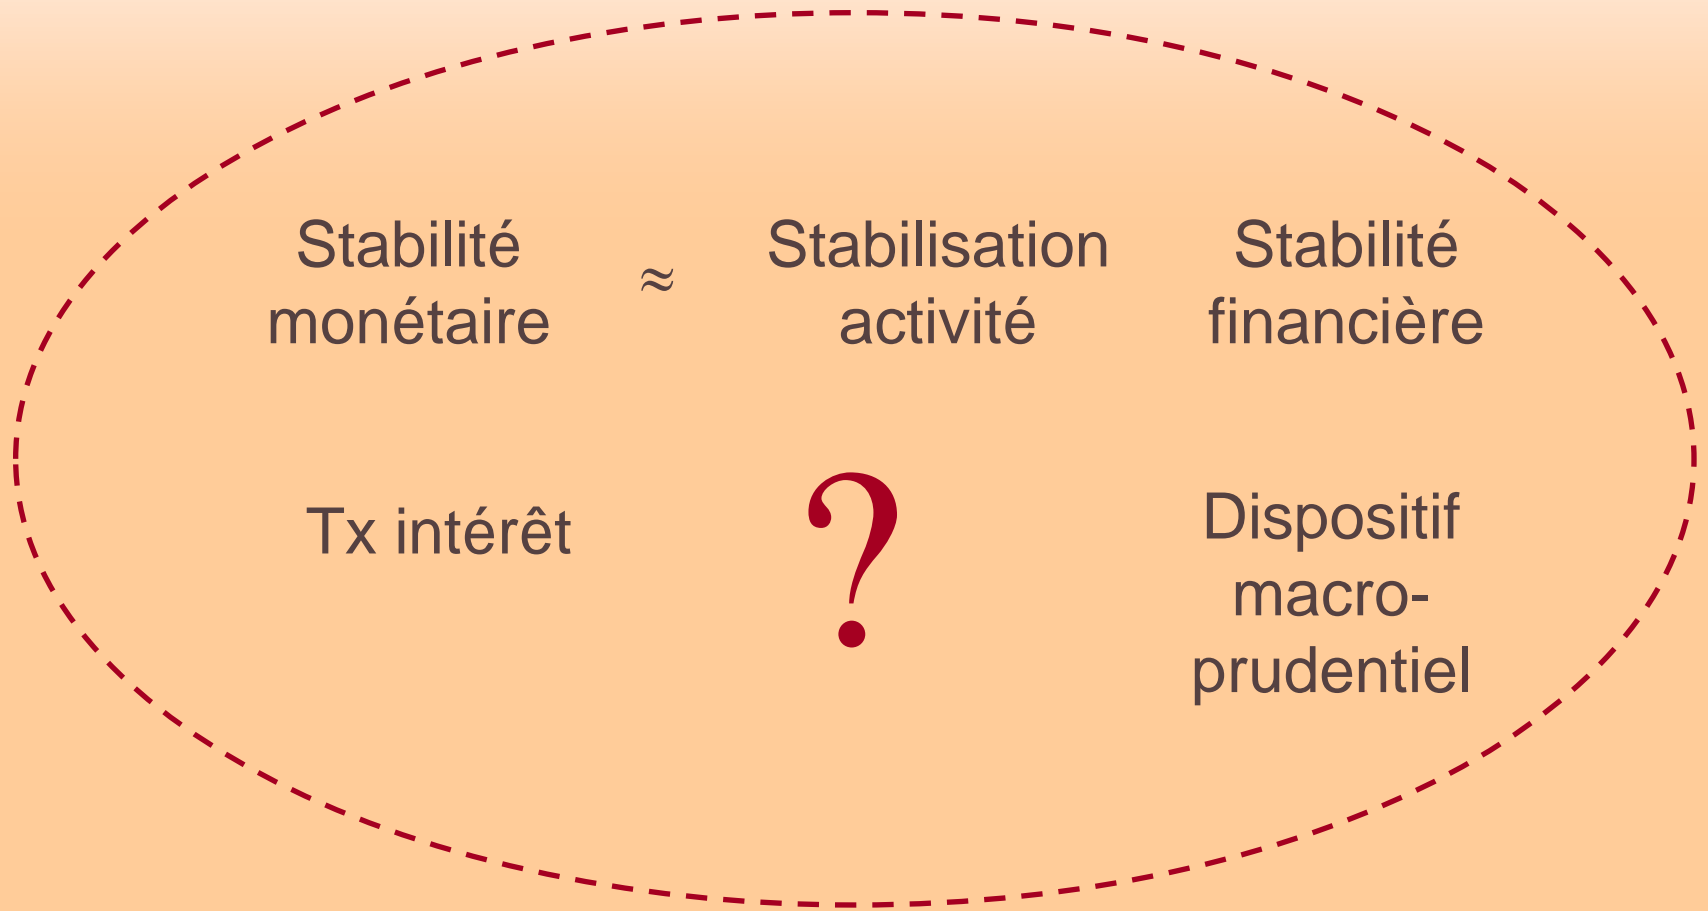 Stabilité
monétaire
≈
Stabilisation
activité
Stabilité
financière
Tx intérêt
?
Dispositif
macro-
prudentiel